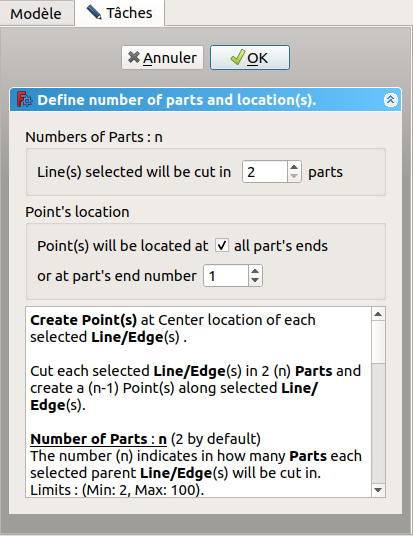 Modèle
Tâches
Annuler
OK
Define number of parts and location(s).
Numbers of Parts : n
Line(s) selected will be cut in 2 parts
Point's location
Point(s) will be located at all part's ends
or at part's end number 1
Create Point(s) at Center location of each
selected Line/Edge(s) .
Cut each selected Line/Edge(s) in 2 (n) Parts and
create a (n-1) Point(s) along selected Line/
Edge(s).
Number of Parts : n (2 by default)
The number (n) indicates in how many Parts each
selected parent Line/Edge(s) will be cut in.
Limits : (Min: 2, Max: 100).